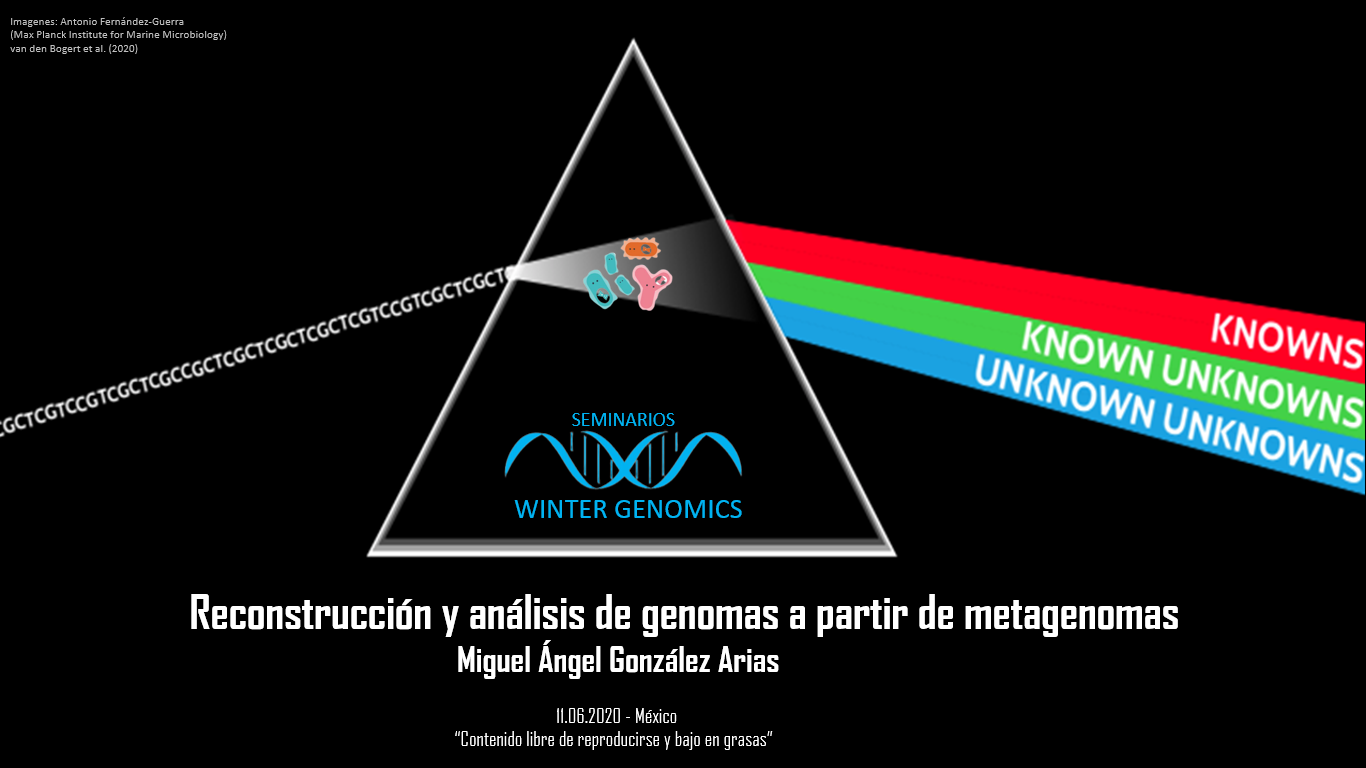 Imagenes: Antonio Fernández-Guerra
(Max Planck Institute for Marine Microbiology)
van den Bogert et al. (2020)
CGCTCGTCCGTCGCTCGCCGCTCGCTCGCTCGCTCGTCCGTCGCTCGCTC
KNOWNS
KNOWN UNKNOWNS
UNKNOWN UNKNOWNS
SEMINARIOS
WINTER GENOMICS
Reconstrucción y análisis de genomas a partir de metagenomas
Miguel Ángel González Arias
11.06.2020 - México
“Contenido libre de reproducirse y bajo en grasas”